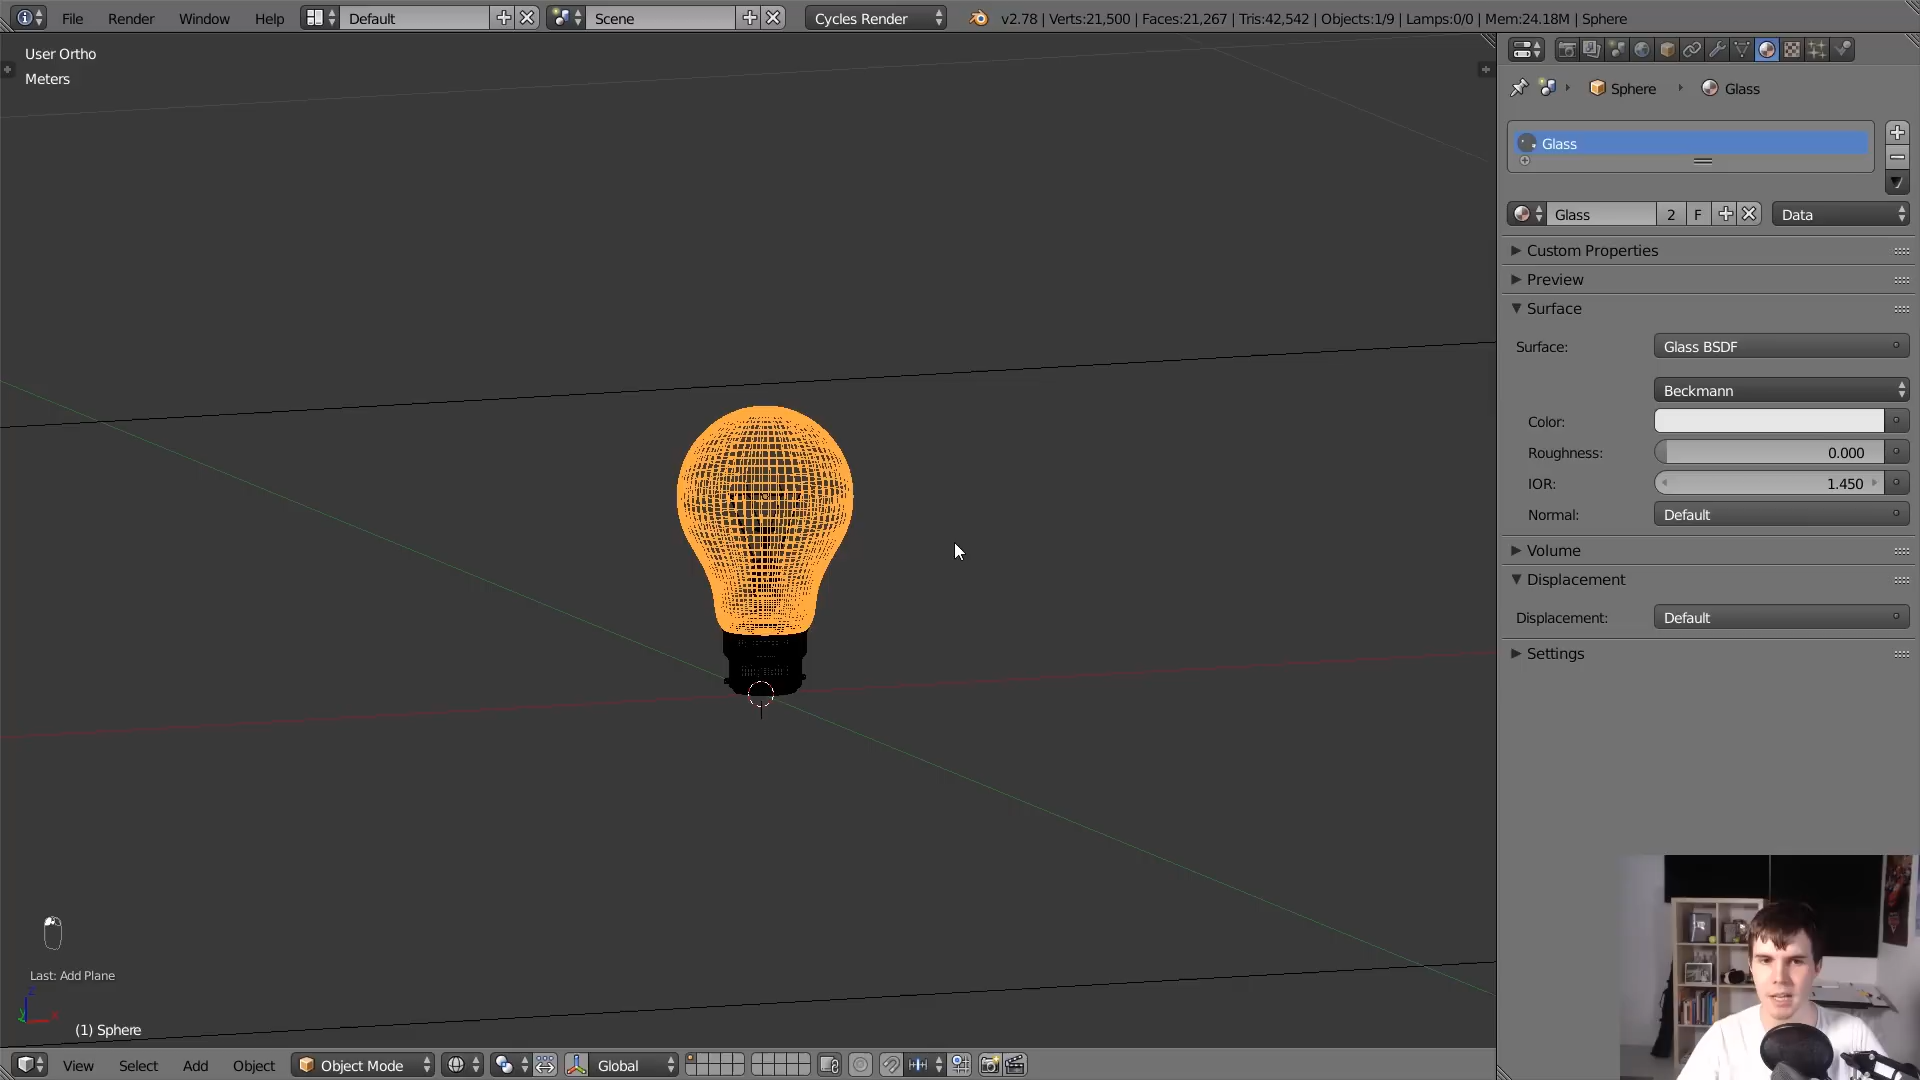 File Render Window Help Default Scene Cycles Render v2.78 | Verts:21,500 | Faces:21,267 | Tris:42,542 | Objects:1/9 | Lamps:0/0 | Mem:24.18M | Sphere
User Ortho
Meters
Sphere Glass
Glass
Glass 2 F Data
Custom Properties
Preview
Surface
Surface: Glass BSDF
Beckmann
Color:
Roughness: 0.000
IOR: 1.450
Normal: Default
Volume
Displacement
Displacement: Default
Settings
Last: Add Plane
z
(1) Sphere
View Select Add Object Object Mode Global